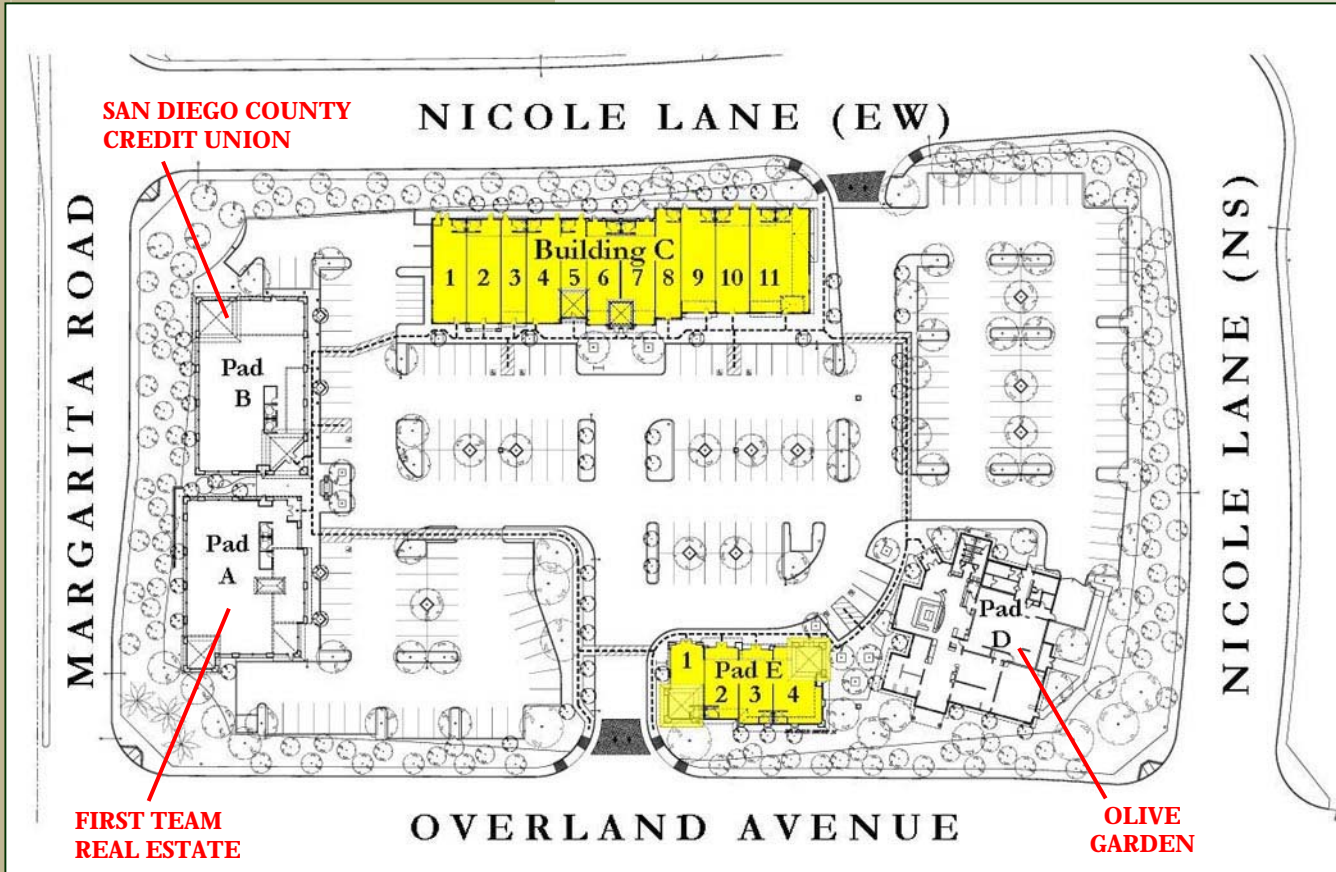 SAN DIEGO COUNTY
CREDIT UNION
NICOLE LANE (EW)
MARGARITA ROAD
NICOLE LANE (NS)
Building C
1 2 3 4 5 6 7 8 9 10 11
Pad
B
Pad
A
Pad
D
1 Pad E
2 3 4
FIRST TEAM
REAL ESTATE
OVERLAND AVENUE
OLIVE
GARDEN